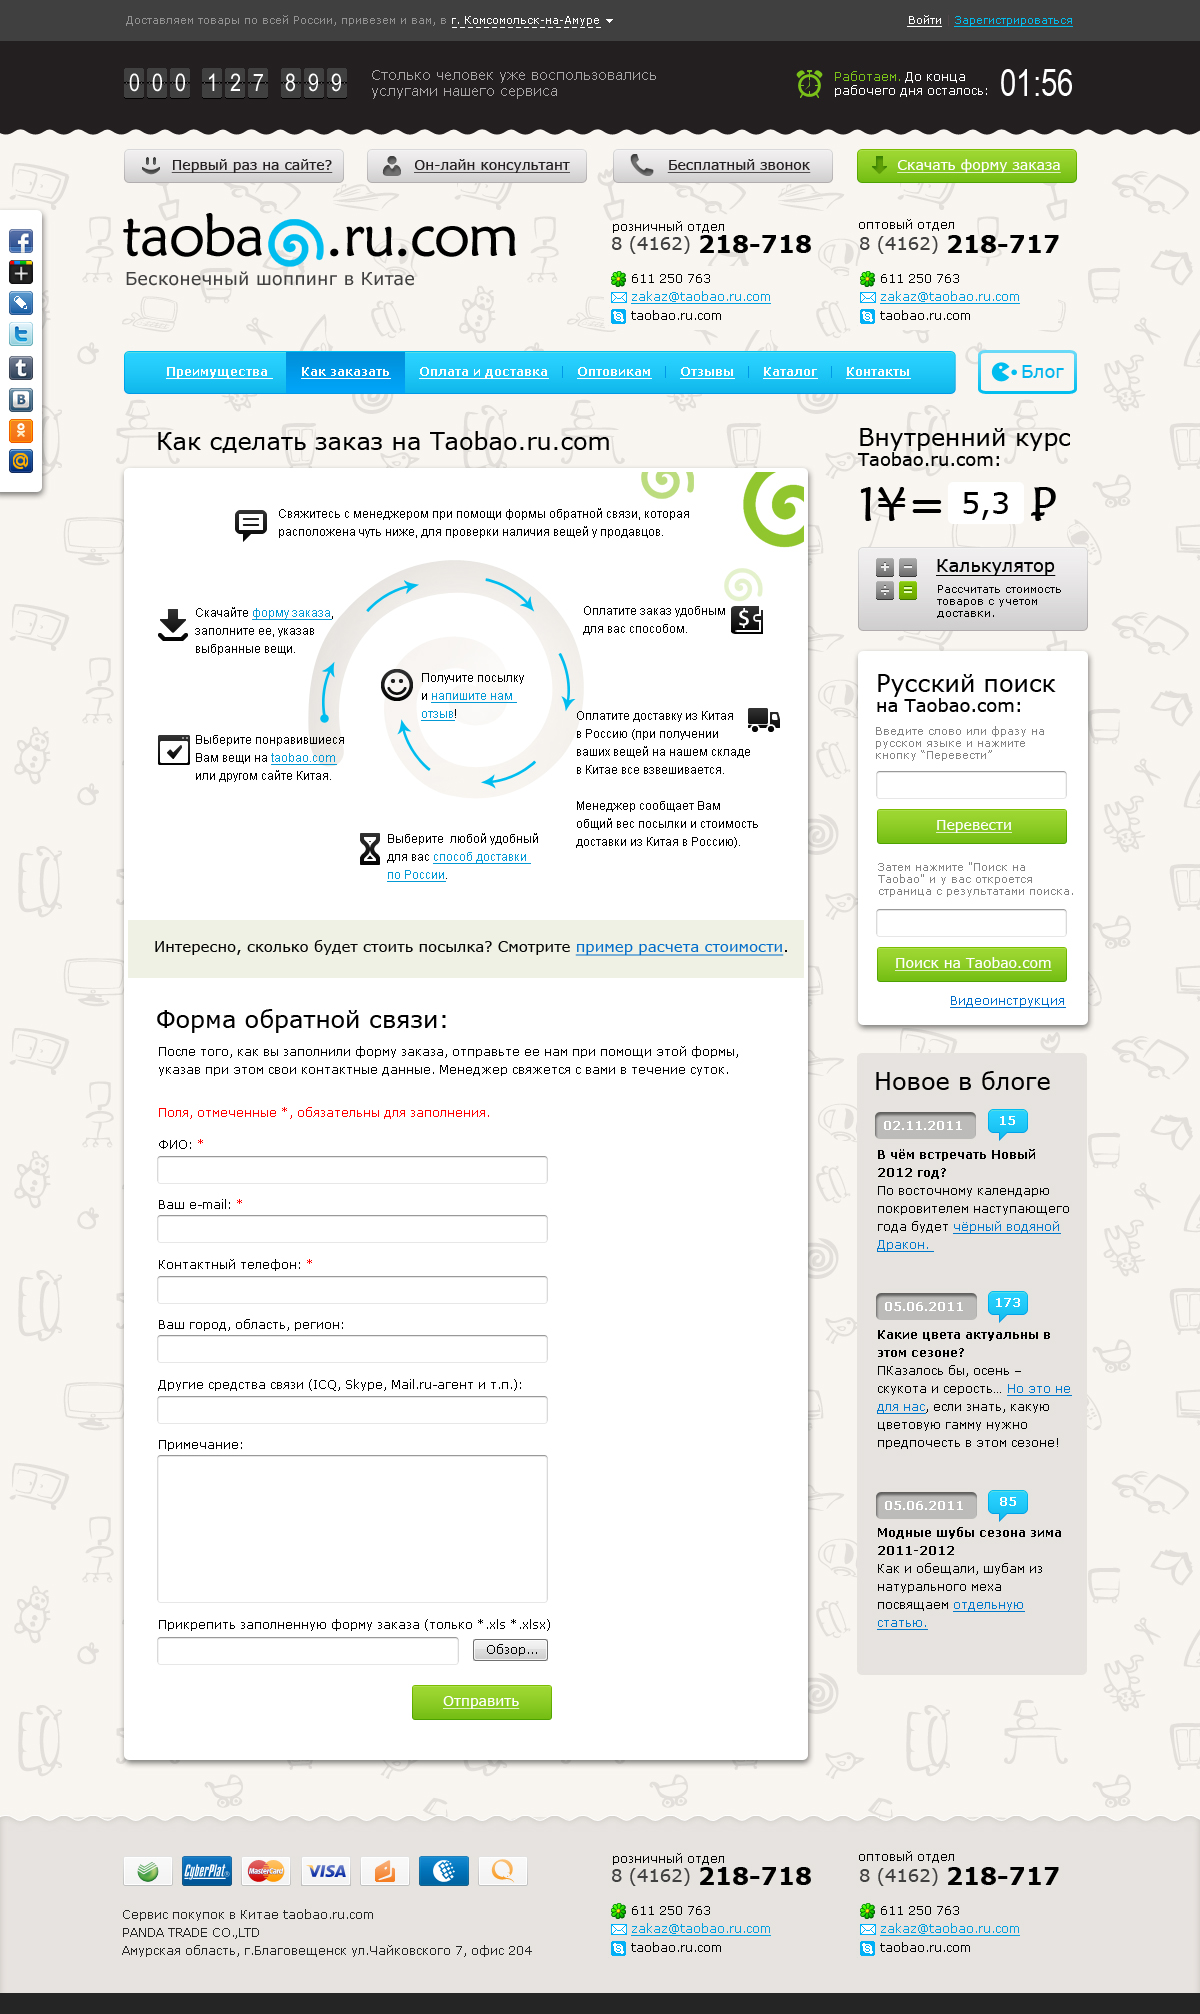 Доставляем товары по всей России, привезем и вам, в г. Комсомольск-на-Амуре
Войти
Зарегистрироваться
000 127 899
Столько человек уже воспользовались
услугами нашего сервиса
Работаем. До конца
рабочего дня осталось:
01:56
Первый раз на сайте?
Он-лайн консультант
Бесплатный звонок
Скачать форму заказа
taobao.ru.com
Бесконечный шоппинг в Китае
розничный отдел
8 (4162) 218-718
611 250 763
zakaz@taobao.ru.com
taobao.ru.com
оптовый отдел
8 (4162) 218-717
611 250 763
zakaz@taobao.ru.com
taobao.ru.com
Преимущества
Как заказать
Оплата и доставка
Оптовикам
Отзывы
Каталог
Контакты
Блог
Как сделать заказ на Taobao.ru.com
Свяжитесь с менеджером при помощи формы обратной связи, которая
расположена чуть ниже, для проверки наличия вещей у продавцов.
Скачайте форму заказа,
заполните ее, указав
выбранные вещи.
Оплатите заказ удобным
для вас способом.
Получите посылку
и напишите нам
отзыв!
Выберите понравившиеся
Вам вещи на taobao.com
или другом сайте Китая.
Оплатите доставку из Китая
в Россию (при получении
ваших вещей на нашем складе
в Китае все взвешивается.
Менеджер сообщает Вам
общий вес посылки и стоимость
доставки из Китая в Россию).
Выберите любой удобный
для вас способ доставки
по России.
Интересно, сколько будет стоить посылка? Смотрите пример расчета стоимости.
Форма обратной связи:
После того, как вы заполнили форму заказа, отправьте ее нам при помощи этой формы,
указав при этом свои контактные данные. Менеджер свяжется с вами в течение суток.
Поля, отмеченные *, обязательны для заполнения.
ФИО: *
Ваш e-mail: *
Контактный телефон: *
Ваш город, область, регион:
Другие средства связи (ICQ, Skype, Mail.ru-агент и т.п.):
Примечание:
Прикрепить заполненную форму заказа (только *.xls *.xlsx)
Обзор...
Отправить
Внутренний курс
Taobao.ru.com:
1¥= 5,3 ₽
Калькулятор
Рассчитать стоимость
товаров с учетом
доставки.
Русский поиск
на Taobao.com:
Введите слово или фразу на
русском языке и нажмите
кнопку "Перевести"
Перевести
Затем нажмите "Поиск на
Taobao" и у вас откроется
страница с результатами поиска.
Поиск на Taobao.com
Видеоинструкция
Новое в блоге
02.11.2011
15
В чём встречать Новый
2012 год?
По восточному календарю
покровителем наступающего
года будет чёрный водяной
Дракон.
05.06.2011
173
Какие цвета актуальны в
этом сезоне?
ПКазалось бы, осень –
скукота и серость... Но это не
для нас, если знать, какую
цветовую гамму нужно
предпочесть в этом сезоне!
05.06.2011
85
Модные шубы сезона зима
2011-2012
Как и обещали, шубам из
натурального меха
посвящаем отдельную
статью.
CyberPlat
MasterCard
VISA
Сервис покупок в Китае taobao.ru.com
PANDA TRADE CO.,LTD
Амурская область, г.Благовещенск ул.Чайковского 7, офис 204
розничный отдел
8 (4162) 218-718
611 250 763
zakaz@taobao.ru.com
taobao.ru.com
оптовый отдел
8 (4162) 218-717
611 250 763
zakaz@taobao.ru.com
taobao.ru.com